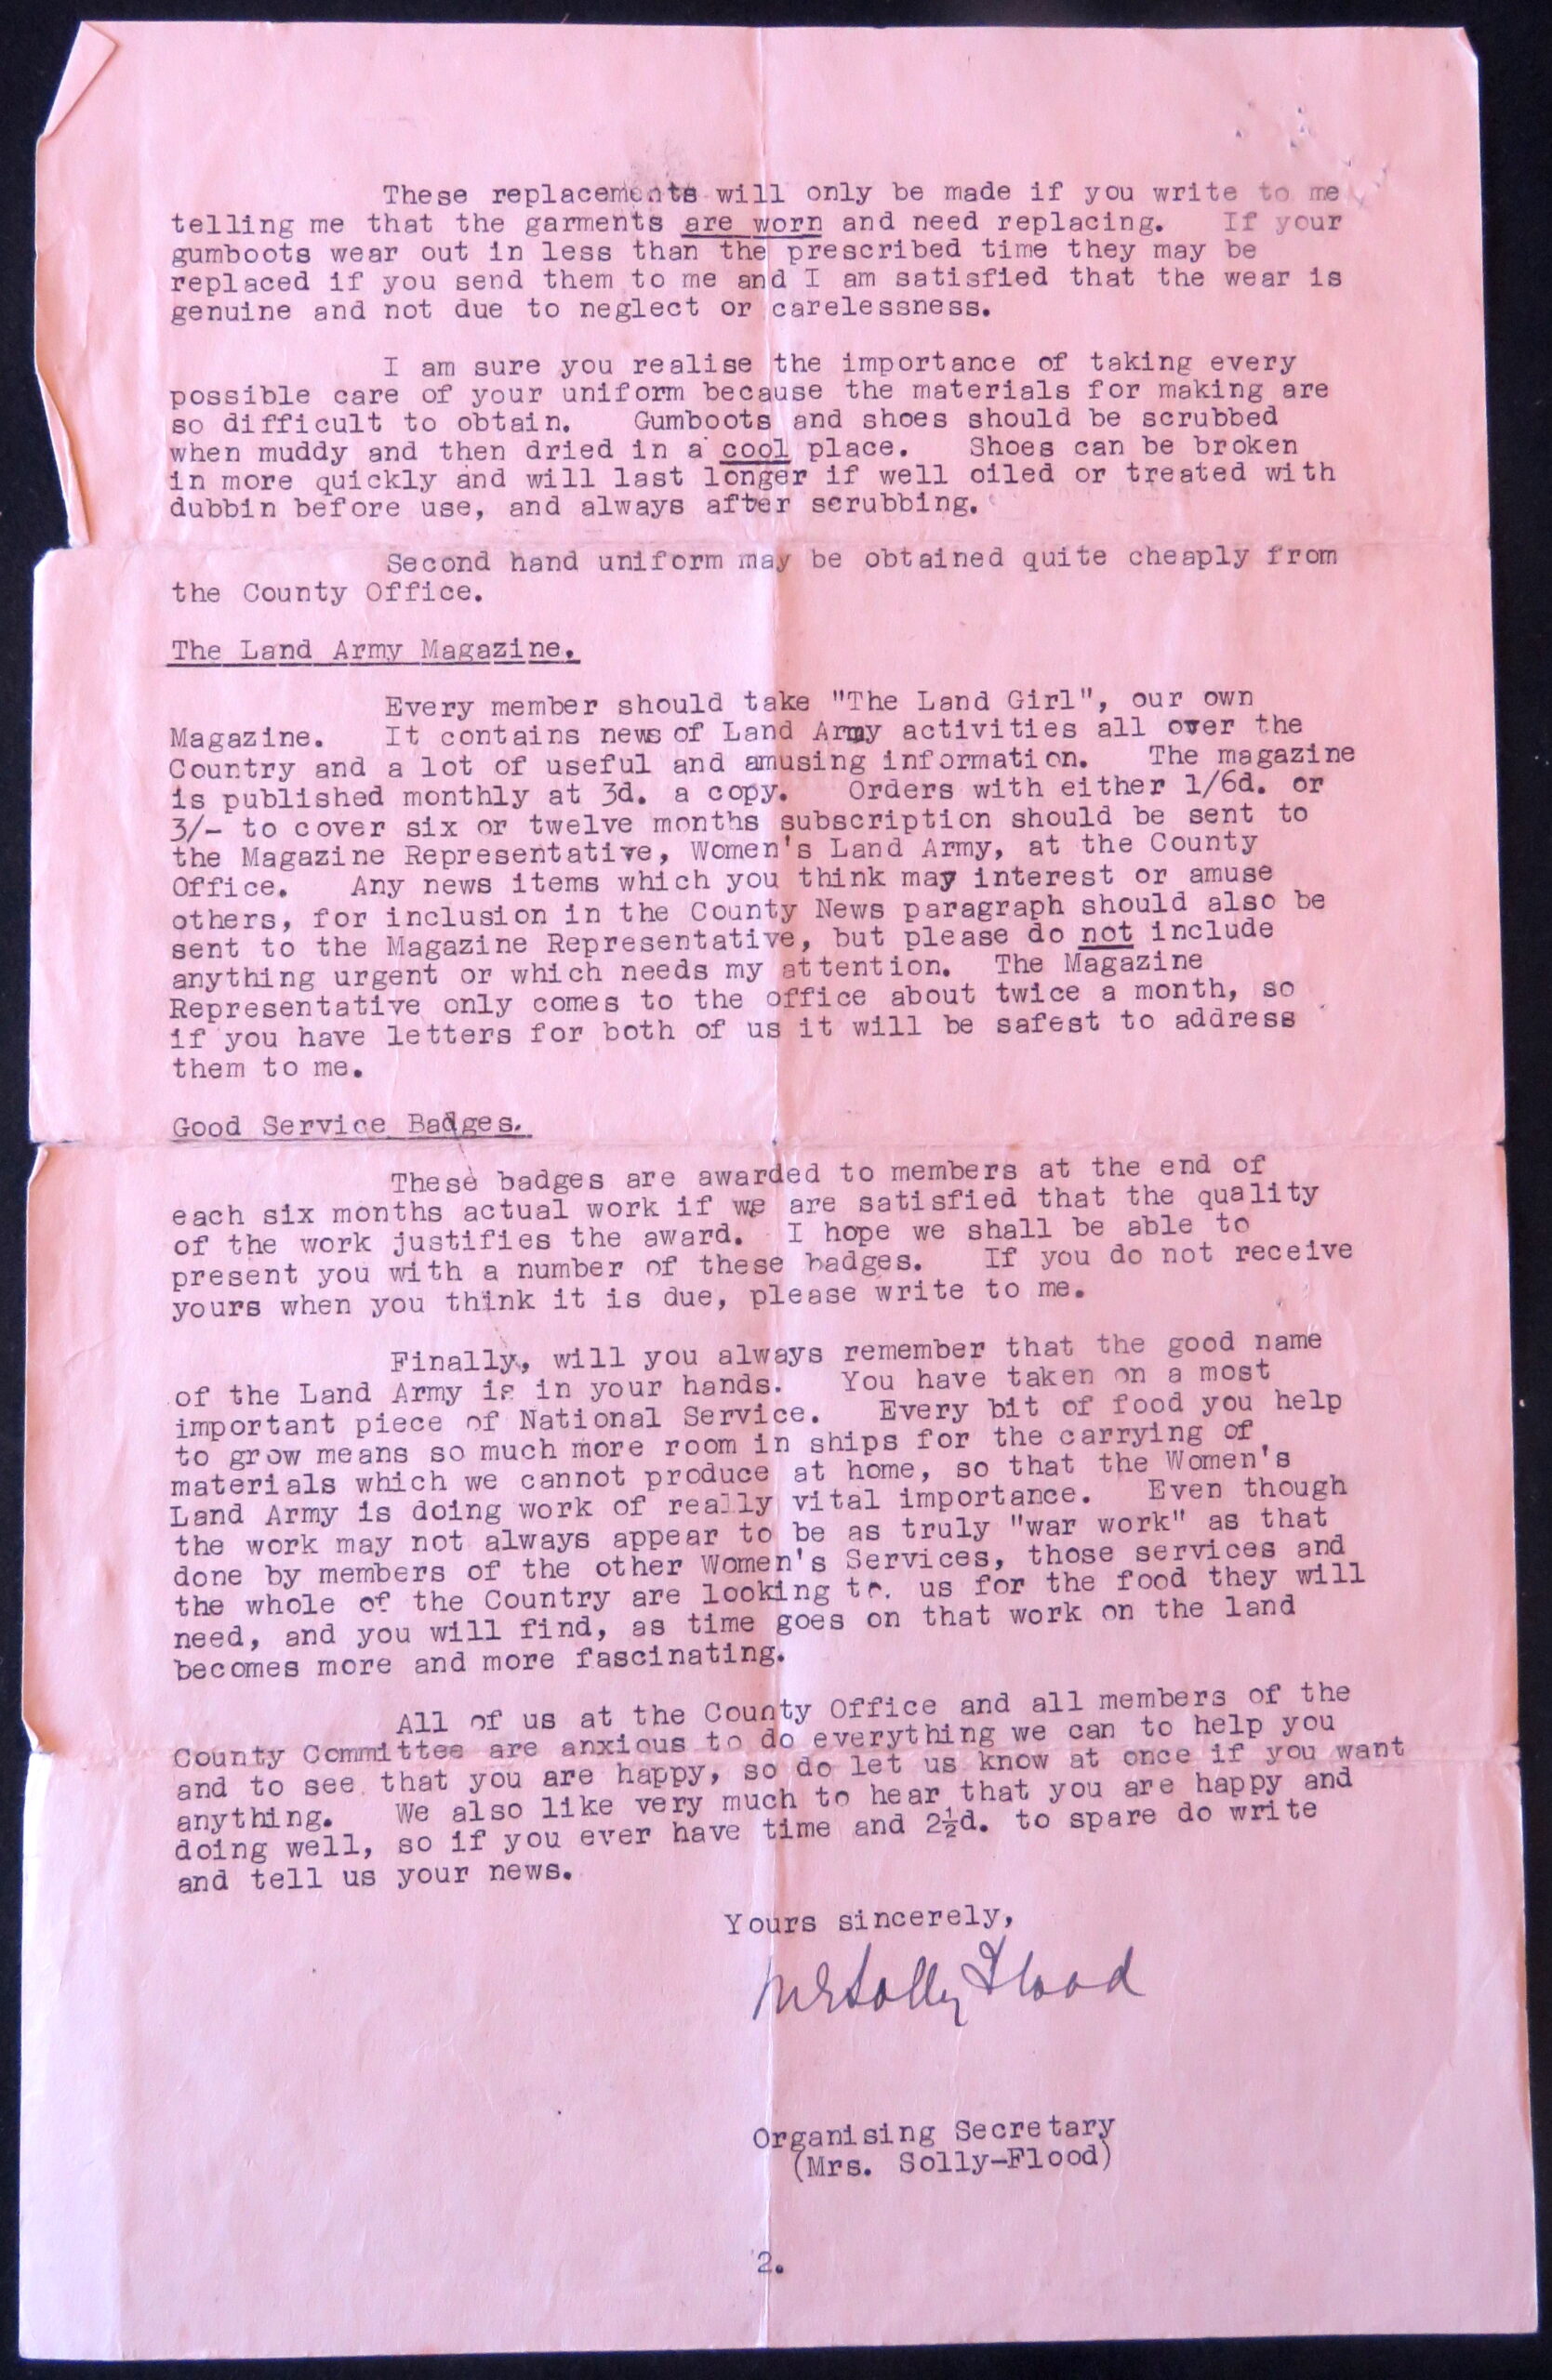 These replacements will only be made if you write to me
telling me that the garments are worn and need replacing. If your
gumboots wear out in less than the prescribed time they may be
replaced if you send them to me and I am satisfied that the wear is
genuine and not due to neglect or carelessness.
I am sure you realise the importance of taking every
possible care of your uniform because the materials for making are
so difficult to obtain. Gumboots and shoes should be scrubbed
when muddy and then dried in a cool place. Shoes can be broken
in more quickly and will last longer if well oiled or treated with
dubbin before use, and always after scrubbing.
Second hand uniform may be obtained quite cheaply from
the County Office.
The Land Army Magazine.
Every member should take "The Land Girl", our own
Magazine. It contains news of Land Army activities all over the
Country and a lot of useful and amusing information. The magazine
is published monthly at 3d. a copy. Orders with either 1/6d. or
3/- to cover six or twelve months subscription should be sent to
the Magazine Representative, Women's Land Army, at the County
Office. Any news items which you think may interest or amuse
others, for inclusion in the County News paragraph should also be
sent to the Magazine Representative, but please do not include
anything urgent or which needs my attention. The Magazine
Representative only comes to the office about twice a month, so
if you have letters for both of us it will be safest to address
them to me.
Good Service Badges.
These badges are awarded to members at the end of
each six months actual work if we are satisfied that the quality
of the work justifies the award. I hope we shall be able to
present you with a number of these badges. If you do not receive
yours when you think it is due, please write to me.
Finally, will you always remember that the good name
of the Land Army is in your hands. You have taken on a most
important piece of National Service. Every bit of food you help
to grow means so much more room in ships for the carrying of
materials which we cannot produce at home, so that the Women's
Land Army is doing work of really vital importance. Even though
the work may not always appear to be as truly "war work" as that
done by members of the other Women's Services, those services and
the whole of the Country are looking to us for the food they will
need, and you will find, as time goes on that work on the land
becomes more and more fascinating.
All of us at the County Office and all members of the
County Committee are anxious to do everything we can to help you
and to see that you are happy, so do let us know at once if you want
anything. We also like very much to hear that you are happy and
doing well, so if you ever have time and 2½d. to spare do write
and tell us your news.
Yours sincerely,
M E Solly Flood
Organising Secretary
(Mrs. Solly-Flood)
2.